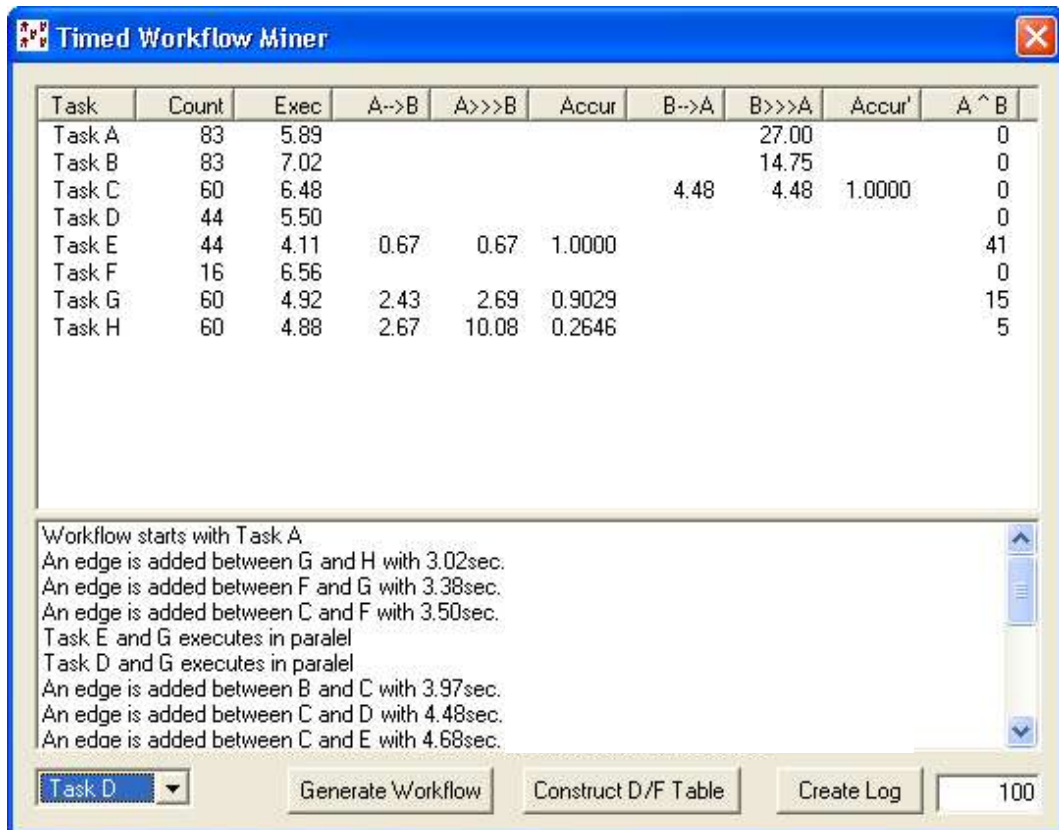 Timed Workflow Miner
Task Count Exec A-->B A>>>B Accur B-->A B>>>A Accur' A^B
Task A 83 5.89 27.00 0
Task B 83 7.02 14.75 0
Task C 60 6.48 4.48 4.48 1.0000 0
Task D 44 5.50 0
Task E 44 4.11 0.67 0.67 1.0000 41
Task F 16 6.56 0
Task G 60 4.92 2.43 2.69 0.9029 15
Task H 60 4.88 2.67 10.08 0.2646 5
Workflow starts with Task A
An edge is added between G and H with 3.02sec.
An edge is added between F and G with 3.38sec.
An edge is added between C and F with 3.50sec.
Task E and G executes in paralel
Task D and G executes in paralel
An edge is added between B and C with 3.97sec.
An edge is added between C and D with 4.48sec.
An edge is added between C and E with 4.68sec.
Task D Generate Workflow Construct D/F Table Create Log 100